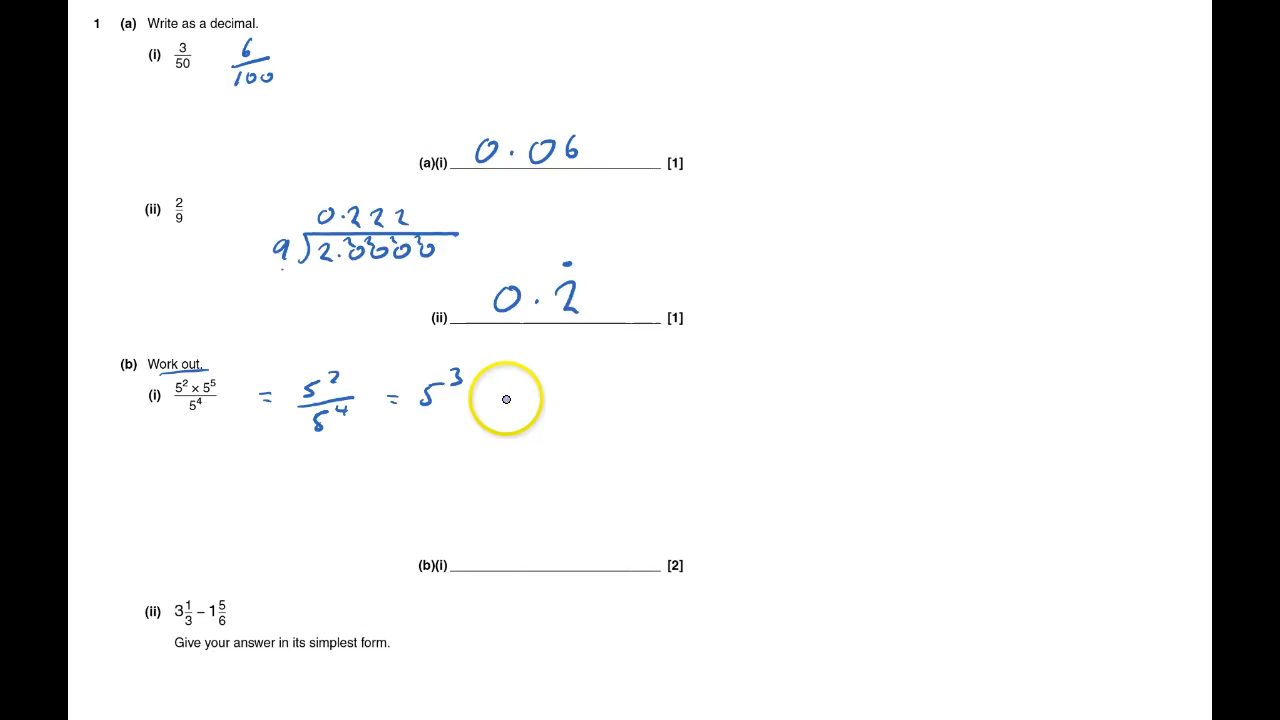 1 (a) Write as a decimal.
(i) 3/50 6/100
(a)(i) 0.06 [1]
(ii) 2/9
0.222
9 ) 2.²0²0²0²0
(ii) 0.2̇ [1]
(b) Work out.
(i) 5² × 5⁵ / 5⁴ = 5² / 5⁴ = 5³
(b)(i) [2]
(ii) 3 1/3 − 1 5/6
Give your answer in its simplest form.